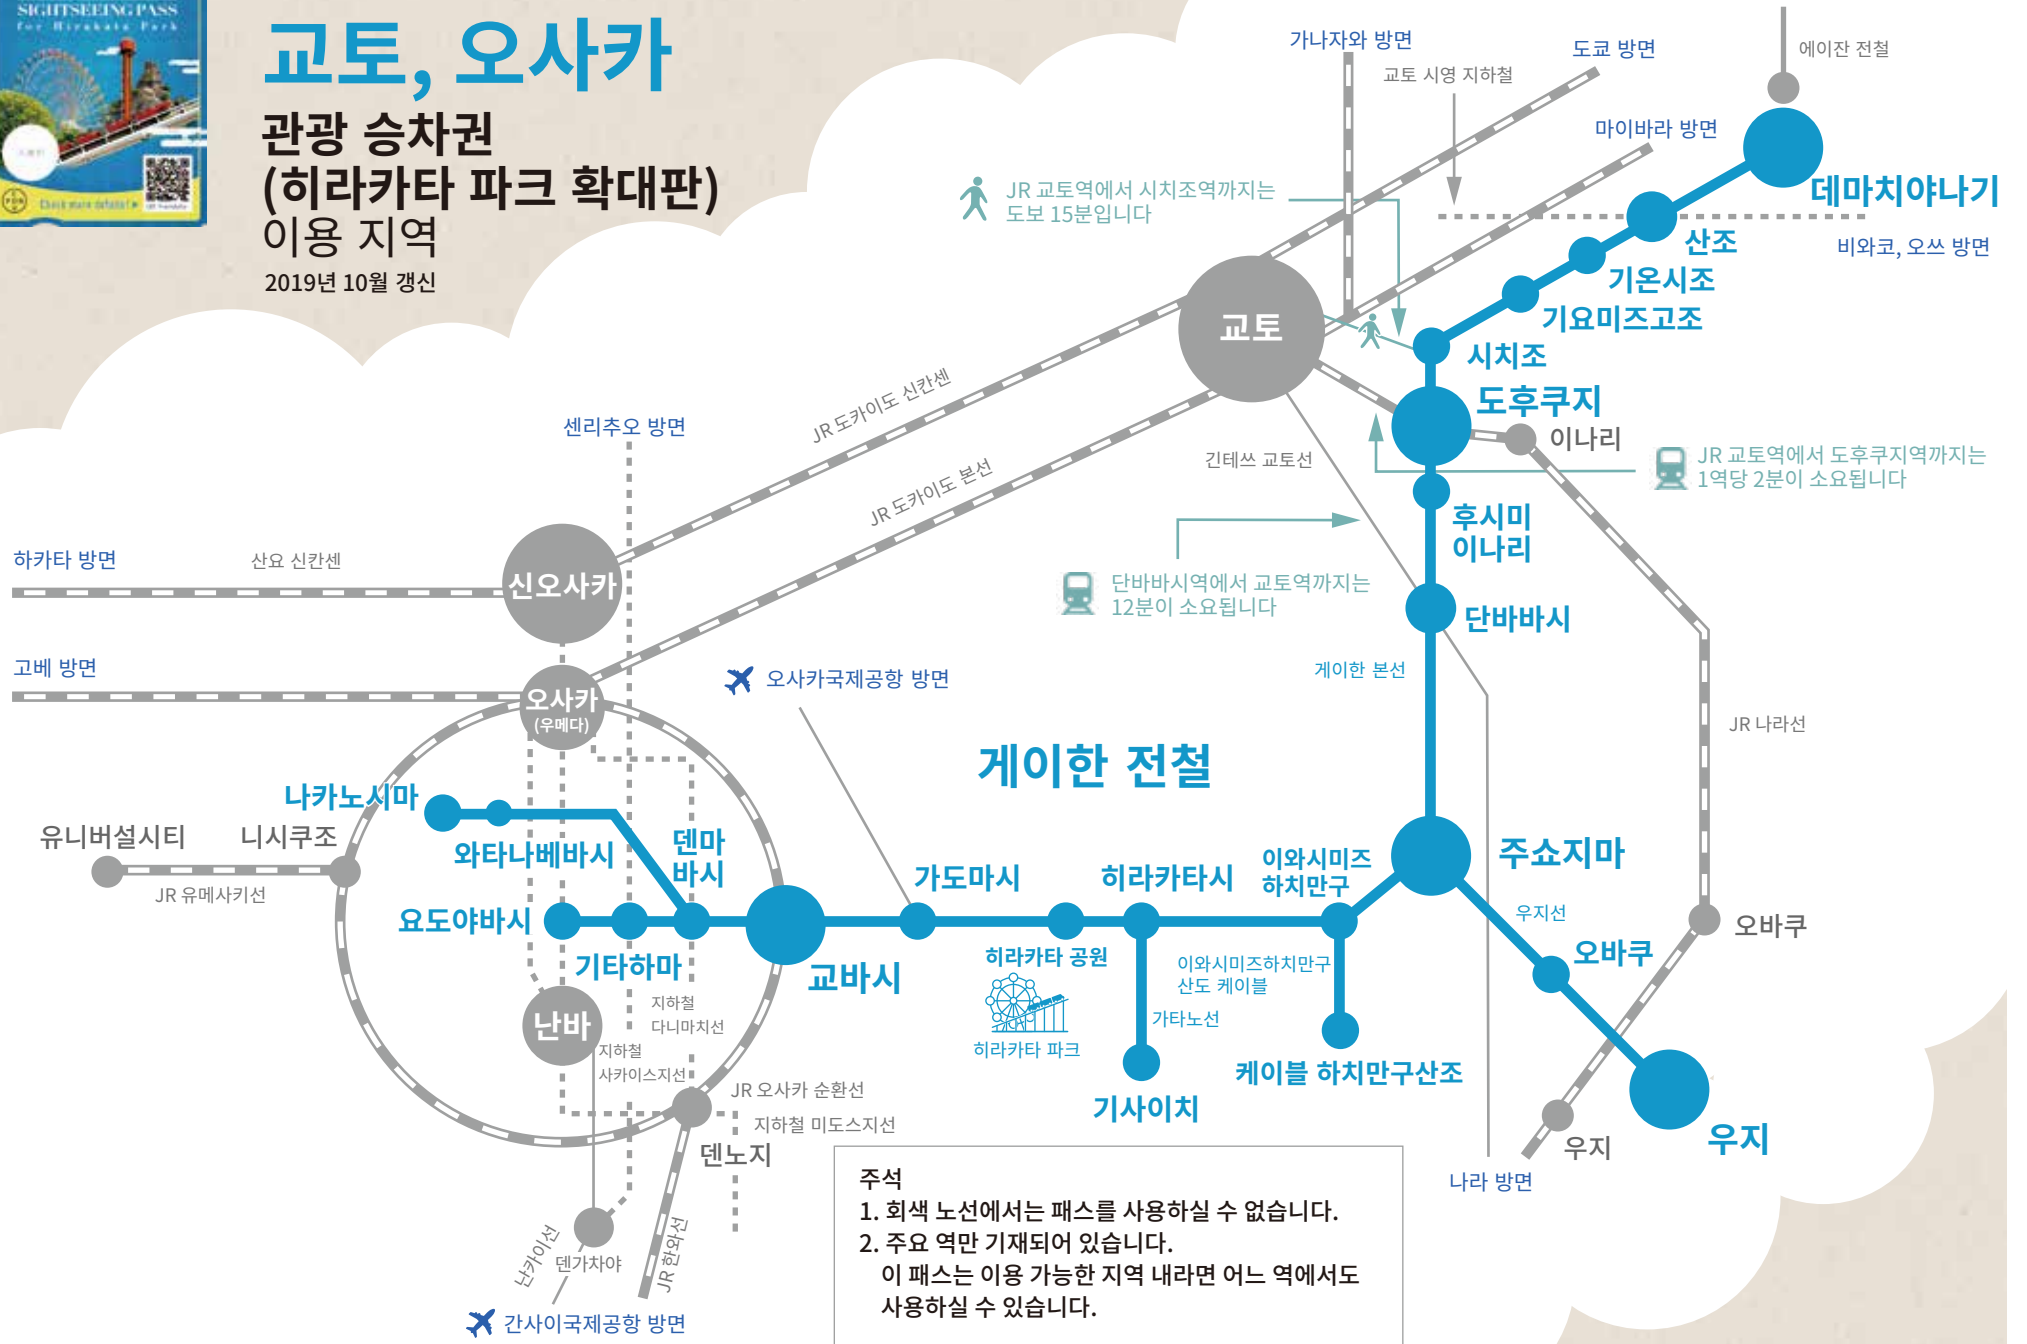 SIGHTSEEING PASS
for Hirakata Park
Check more details!
교토, 오사카
관광 승차권
(히라카타 파크 확대판)
이용 지역
2019년 10월 갱신
가나자와 방면
도쿄 방면
에이잔 전철
교토 시영 지하철
마이바라 방면
데마치야나기
JR 교토역에서 시치조역까지는
도보 15분입니다
산조
비와코, 오쓰 방면
기온시조
기요미즈고조
교토
시치조
JR 도카이도 신칸센
도후쿠지
센리추오 방면
이나리
긴테쓰 교토선
JR 교토역에서 도후쿠지역까지는
1역당 2분이 소요됩니다
JR 도카이도 본선
후시미
이나리
하카타 방면
산요 신칸센
신오사카
단바바시역에서 교토역까지는
12분이 소요됩니다
단바바시
고베 방면
오사카국제공항 방면
게이한 본선
오사카
(우메다)
JR 나라선
게이한 전철
나카노시마
유니버설시티
니시쿠조
와타나베바시
덴마
바시
JR 유메사키선
가도마시
히라카타시
이와시미즈
하치만구
주쇼지마
우지선
요도야바시
오바쿠
기타하마
교바시
히라카타 공원
이와시미즈하치만구
산도 케이블
오바쿠
지하철
다니마치선
난바
가타노선
지하철
사카이스지선
히라카타 파크
케이블 하치만구산조
JR 오사카 순환선
기사이치
지하철 미도스지선
우지
덴노지
우지
나라 방면
난카이선
덴가차야
JR 한와선
간사이국제공항 방면
주석
1. 회색 노선에서는 패스를 사용하실 수 없습니다.
2. 주요 역만 기재되어 있습니다.
이 패스는 이용 가능한 지역 내라면 어느 역에서도
사용하실 수 있습니다.